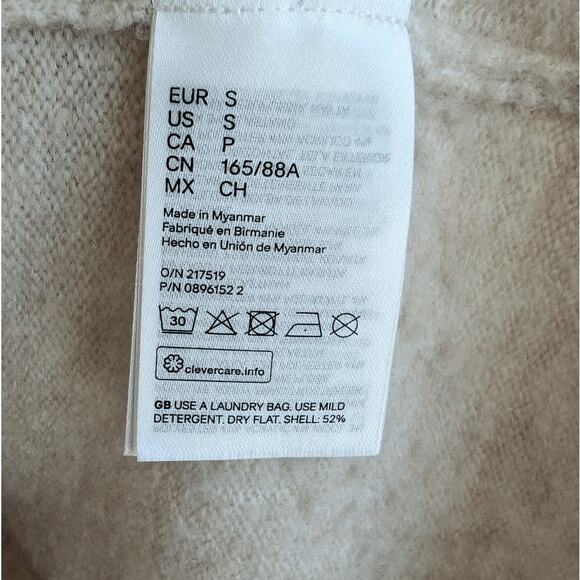 EUR S
US S
CA P
CN 165/88A
MX CH
Made in Myanmar
Fabriqué en Birmanie
Hecho en Unión de Myanmar
O/N 217519
P/N 0896152 2
30
clevercare.info
GB USE A LAUNDRY BAG. USE MILD
DETERGENT. DRY FLAT. SHELL: 52%